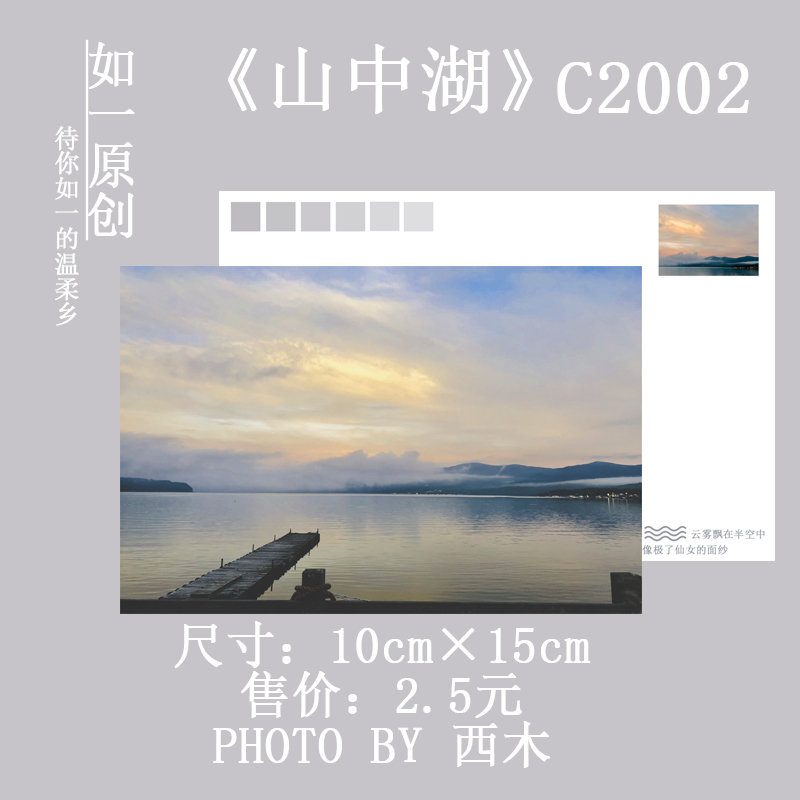 如一原创
待你如一的温柔乡
《山中湖》C2002
云雾飘在半空中
像极了仙女的面纱
尺寸：10cm×15cm
售价：2.5元
PHOTO BY 西木